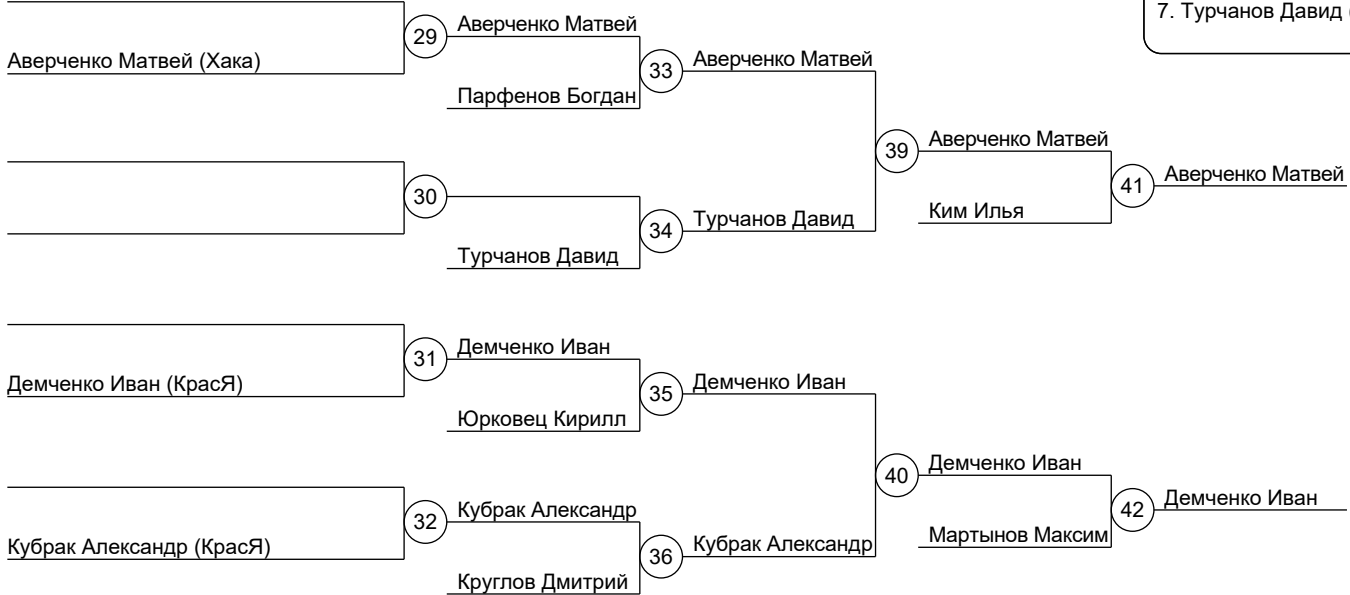 7. Турчанов Давид (
29
Аверченко Матвей
Аверченко Матвей (Хака)
33
Аверченко Матвей
Парфенов Богдан
39
Аверченко Матвей
30
41
Аверченко Матвей
34
Турчанов Давид
Ким Илья
Турчанов Давид
31
Демченко Иван
Демченко Иван (КрасЯ)
35
Демченко Иван
Юрковец Кирилл
40
Демченко Иван
32
Кубрак Александр
42
Демченко Иван
Кубрак Александр (КрасЯ)
36
Кубрак Александр
Мартынов Максим
Круглов Дмитрий